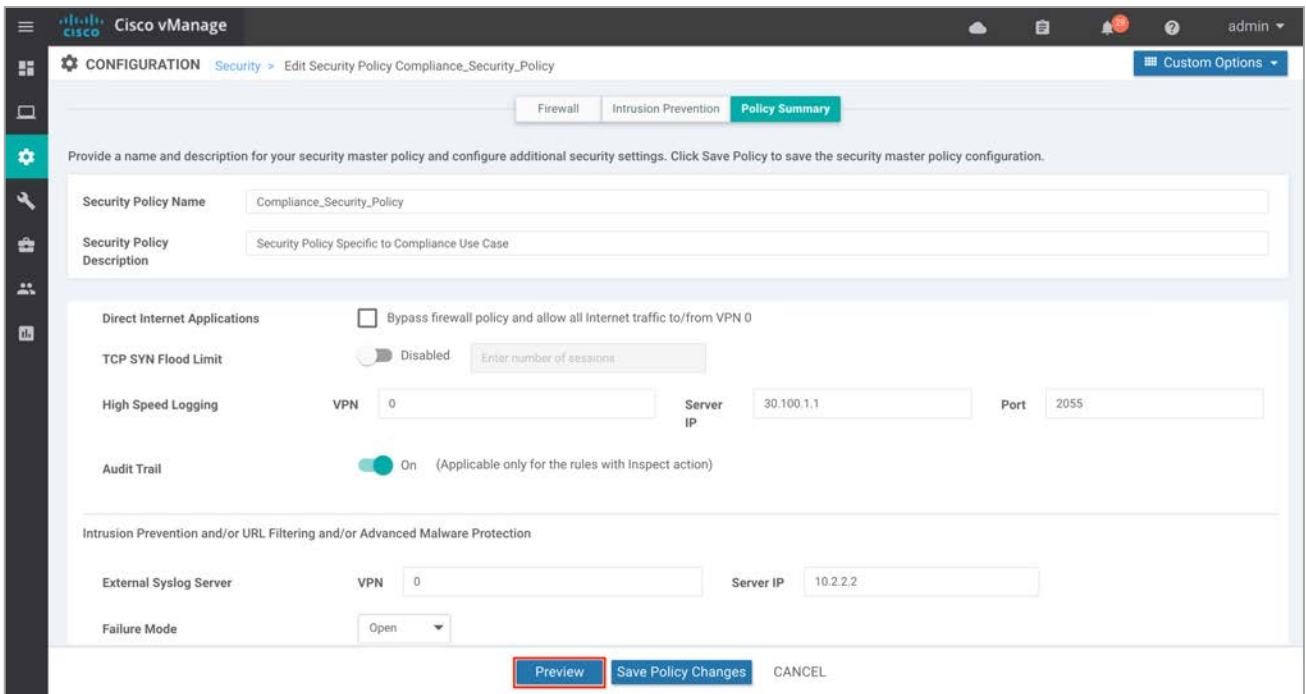 cisco Cisco vManage 29 admin
CONFIGURATION Security > Edit Security Policy Compliance_Security_Policy Custom Options
Firewall Intrusion Prevention Policy Summary
Provide a name and description for your security master policy and configure additional security settings. Click Save Policy to save the security master policy configuration.
Security Policy Name Compliance_Security_Policy
Security Policy Description Security Policy Specific to Compliance Use Case
Direct Internet Applications Bypass firewall policy and allow all Internet traffic to/from VPN 0
TCP SYN Flood Limit Disabled Enter number of sessions
High Speed Logging VPN 0 Server IP 30.100.1.1 Port 2055
Audit Trail On (Applicable only for the rules with Inspect action)
Intrusion Prevention and/or URL Filtering and/or Advanced Malware Protection
External Syslog Server VPN 0 Server IP 10.2.2.2
Failure Mode Open
Preview Save Policy Changes CANCEL